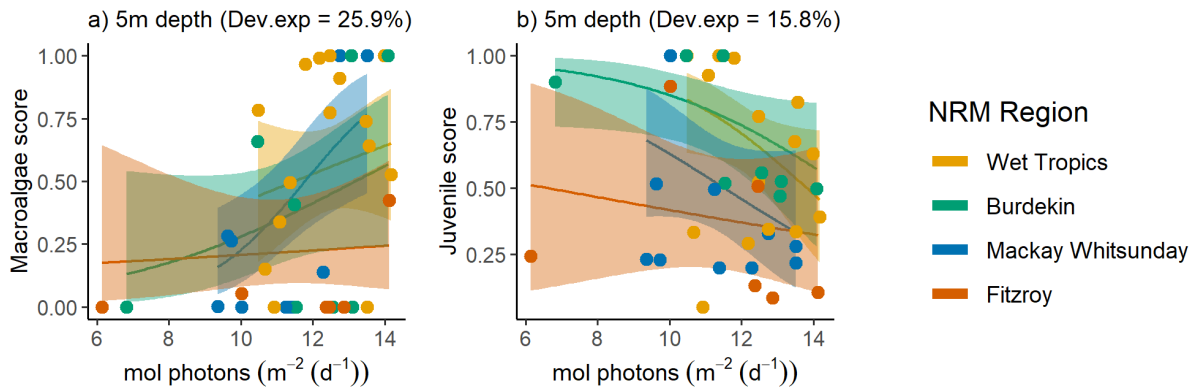 a) 5m depth (Dev.exp = 25.9%)
Macroalgae score
1.00
0.75
0.50
0.25
0.00
6 8 10 12 14
mol photons (m⁻² (d⁻¹))
b) 5m depth (Dev.exp = 15.8%)
Juvenile score
1.00
0.75
0.50
0.25
6 8 10 12 14
mol photons (m⁻² (d⁻¹))
NRM Region
Wet Tropics
Burdekin
Mackay Whitsunday
Fitzroy